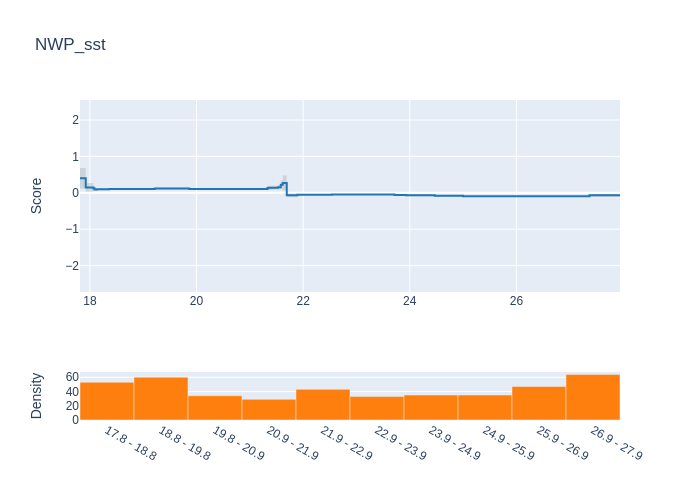 NWP_sst
Score
2
1
0
−1
−2
18
20
22
24
26
Density
60
40
20
0
17.8 - 18.8
18.8 - 19.8
19.8 - 20.9
20.9 - 21.9
21.9 - 22.9
22.9 - 23.9
23.9 - 24.9
24.9 - 25.9
25.9 - 26.9
26.9 - 27.9